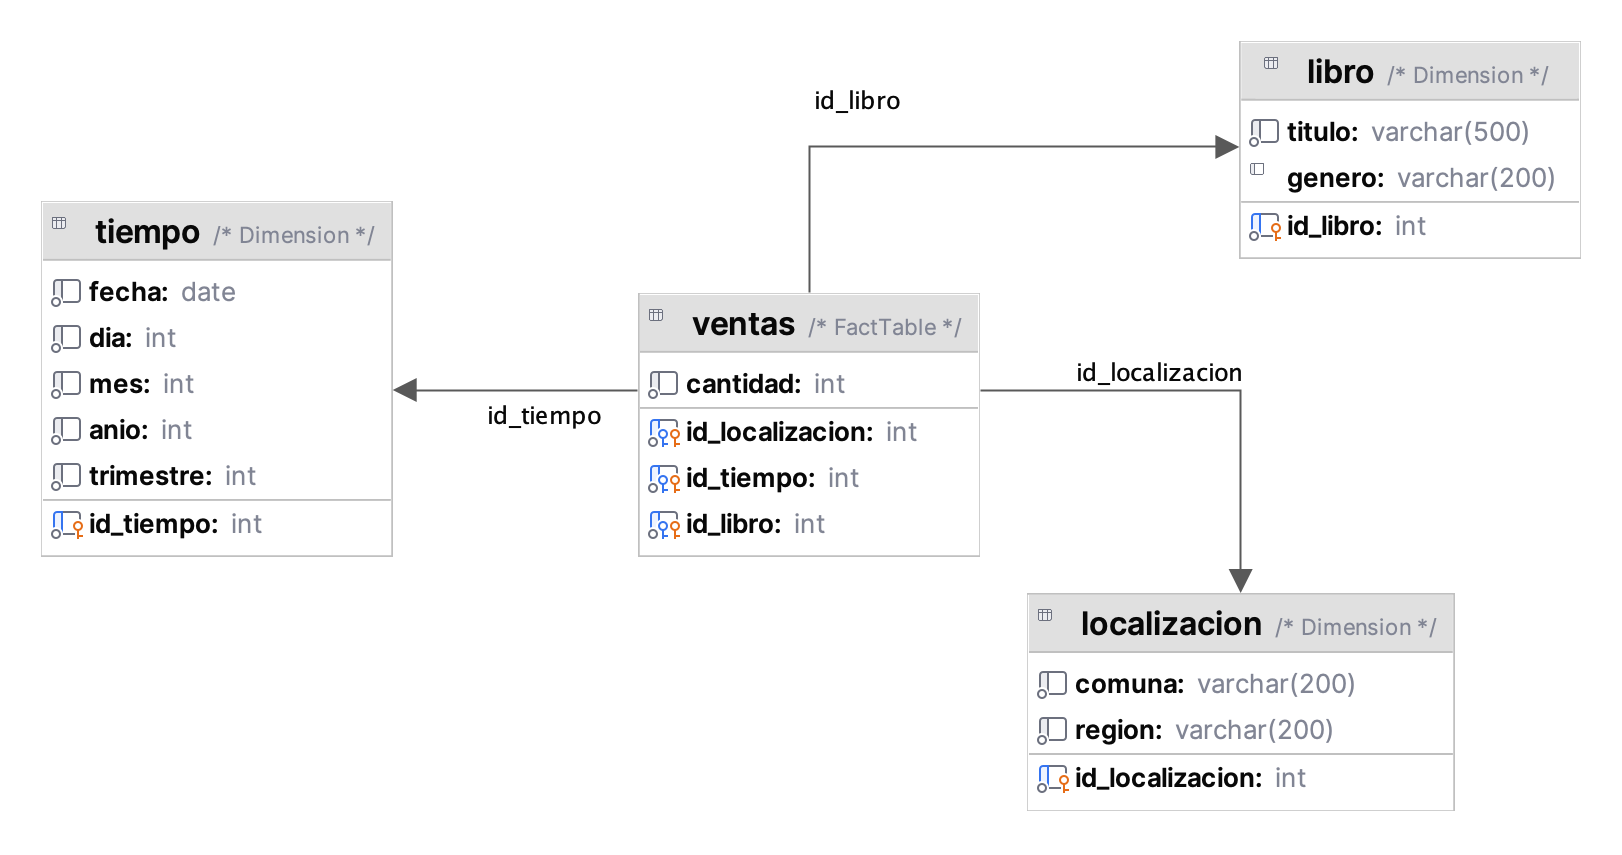 id_libro
libro /* Dimension */
titulo: varchar(500)
genero: varchar(200)
id_libro: int
tiempo /* Dimension */
fecha: date
dia: int
mes: int
anio: int
trimestre: int
id_tiempo: int
id_tiempo
ventas /* FactTable */
cantidad: int
id_localizacion: int
id_tiempo: int
id_libro: int
id_localizacion
localizacion /* Dimension */
comuna: varchar(200)
region: varchar(200)
id_localizacion: int